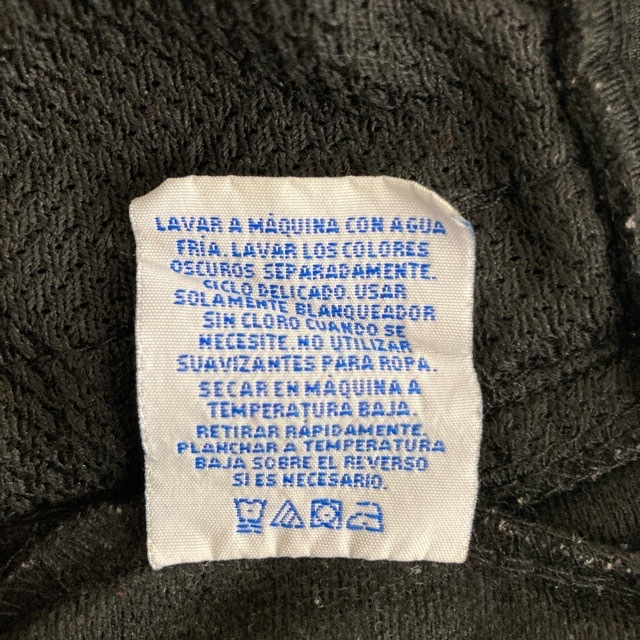 LAVAR A MÁQUINA CON AGUA
FRÍA. LAVAR LOS COLORES
OSCUROS SEPARADAMENTE.
CICLO DELICADO. USAR
SOLAMENTE BLANQUEADOR
SIN CLORO CUANDO SE
NECESITE. NO UTILIZAR
SUAVIZANTES PARA ROPA.
SECAR EN MÁQUINA A
TEMPERATURA BAJA.
RETIRAR RÁPIDAMENTE.
PLANCHAR A TEMPERATURA
BAJA SOBRE EL REVERSO
SI ES NECESARIO.